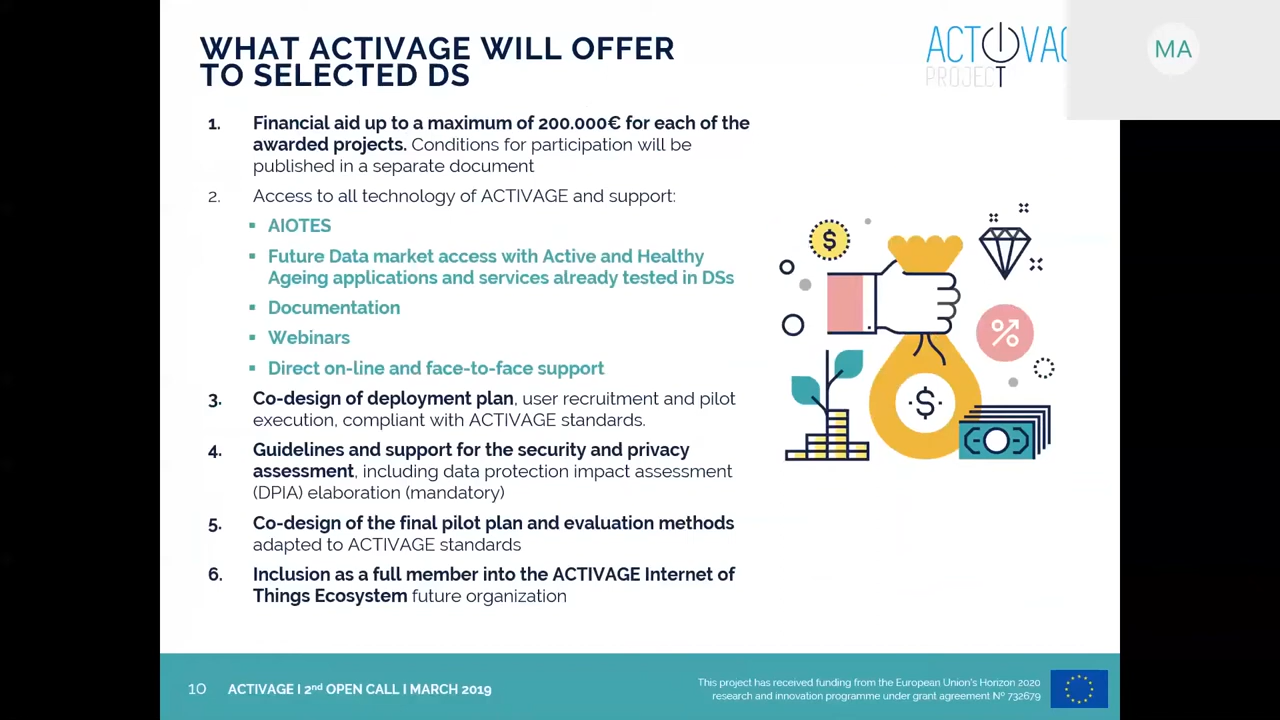 WHAT ACTIVAGE WILL OFFER
TO SELECTED DS
ACTIVAG
PROJECT
MA
1. Financial aid up to a maximum of 200.000€ for each of the
awarded projects. Conditions for participation will be
published in a separate document
2. Access to all technology of ACTIVAGE and support:
▪ AIOTES
▪ Future Data market access with Active and Healthy
Ageing applications and services already tested in DSs
▪ Documentation
▪ Webinars
▪ Direct on-line and face-to-face support
3. Co-design of deployment plan, user recruitment and pilot
execution, compliant with ACTIVAGE standards.
4. Guidelines and support for the security and privacy
assessment, including data protection impact assessment
(DPIA) elaboration (mandatory)
5. Co-design of the final pilot plan and evaluation methods
adapted to ACTIVAGE standards
6. Inclusion as a full member into the ACTIVAGE Internet of
Things Ecosystem future organization
10 ACTIVAGE I 2nd OPEN CALL I MARCH 2019
This project has received funding from the European Union's Horizon 2020
research and innovation programme under grant agreement Nº 732679